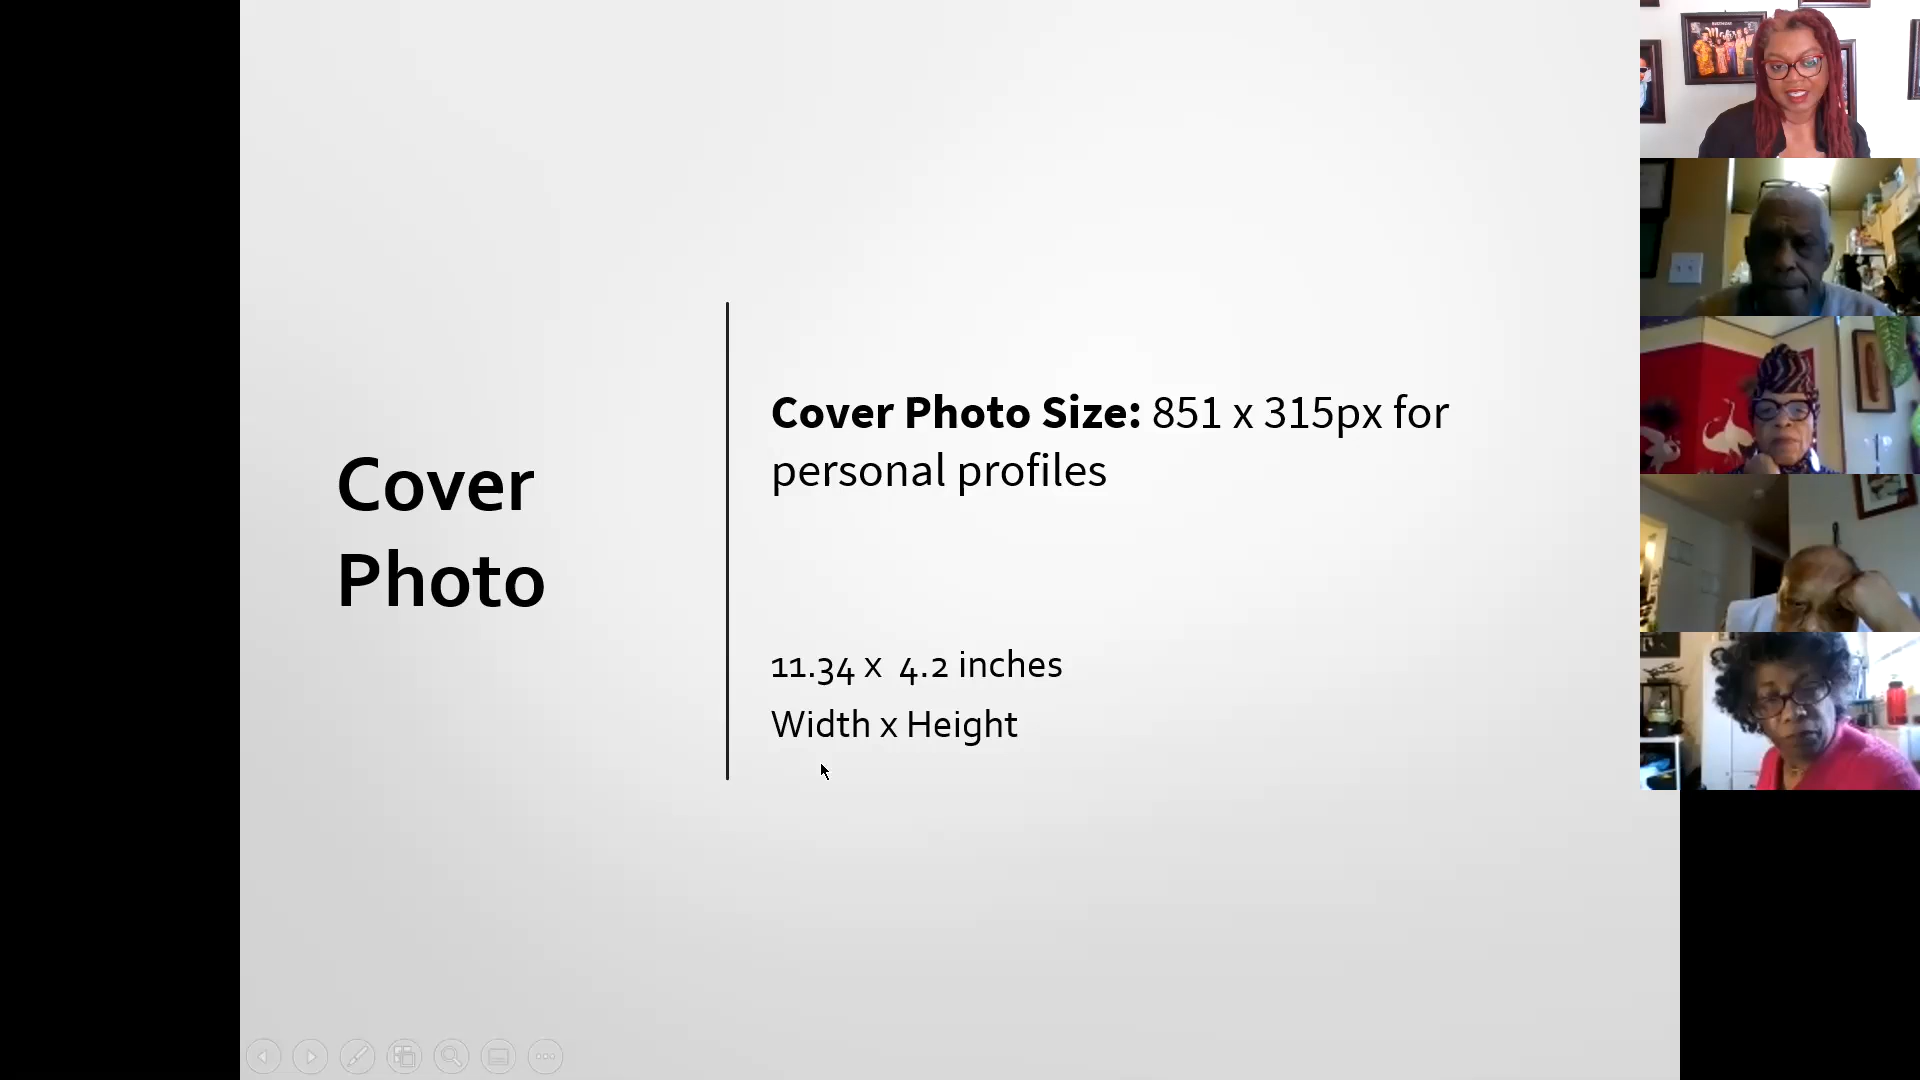 Cover
Photo
Cover Photo Size: 851 x 315px for
personal profiles
11.34 x  4.2 inches
Width x Height